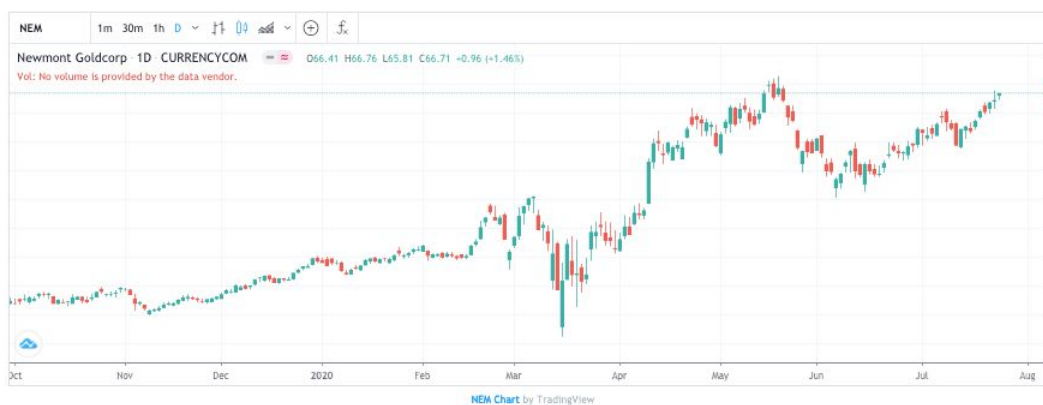 NEM 1m 30m 1h D
Newmont Goldcorp · 1D · CURRENCYCOM O66.41 H66.76 L65.81 C66.71 +0.96 (+1.46%)
Vol: No volume is provided by the data vendor.
Oct Nov Dec 2020 Feb Mar Apr May Jun Jul Aug
NEM Chart by TradingView